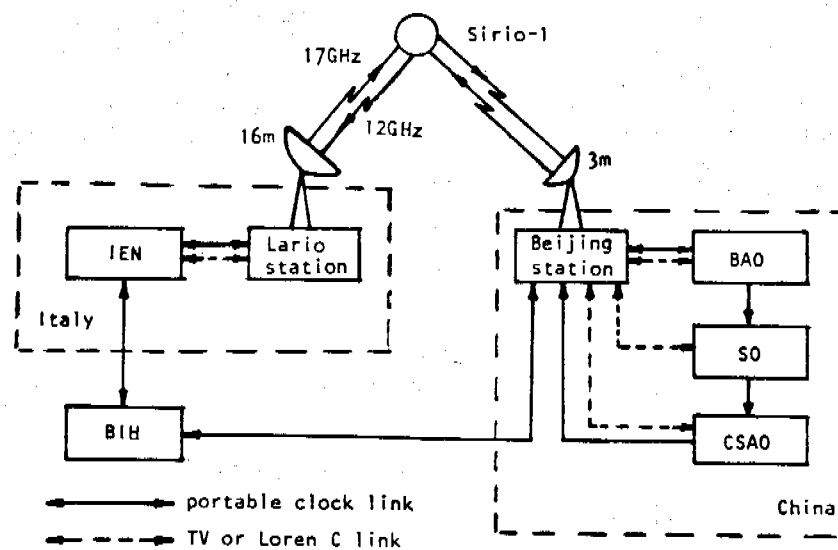 Sirio-1
17GHz
12GHz
16m
3m
IEN
Lario
station
Italy
Beijing
station
BAO
SO
CSAO
BIH
portable clock link
TV or Loren C link
China